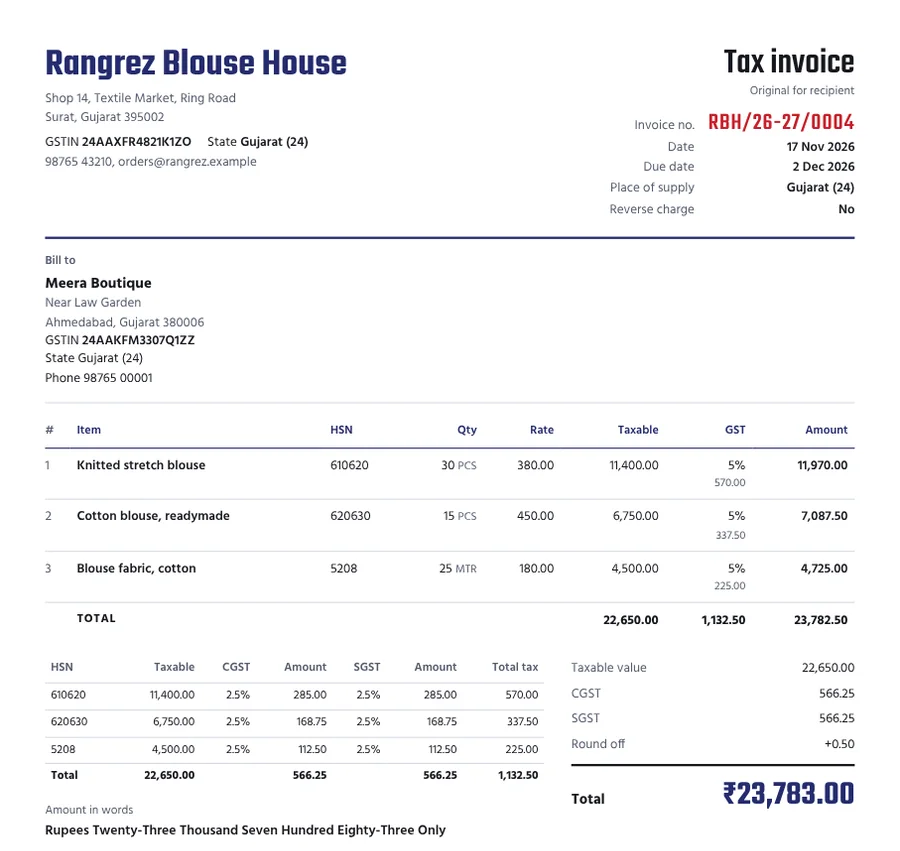 Rangrez Blouse House
Shop 14, Textile Market, Ring Road
Surat, Gujarat 395002
GSTIN 24AAXFR4821K1ZO State Gujarat (24)
98765 43210, orders@rangrez.example
Tax invoice
Original for recipient
Invoice no. RBH/26-27/0004
Date 17 Nov 2026
Due date 2 Dec 2026
Place of supply Gujarat (24)
Reverse charge No
Bill to
Meera Boutique
Near Law Garden
Ahmedabad, Gujarat 380006
GSTIN 24AAKFM3307Q1ZZ
State Gujarat (24)
Phone 98765 00001
# Item HSN Qty Rate Taxable GST Amount
1 Knitted stretch blouse 610620 30 PCS 380.00 11,400.00 5% 11,970.00
570.00
2 Cotton blouse, readymade 620630 15 PCS 450.00 6,750.00 5% 7,087.50
337.50
3 Blouse fabric, cotton 5208 25 MTR 180.00 4,500.00 5% 4,725.00
225.00
TOTAL 22,650.00 1,132.50 23,782.50
HSN Taxable CGST Amount SGST Amount Total tax
610620 11,400.00 2.5% 285.00 2.5% 285.00 570.00
620630 6,750.00 2.5% 168.75 2.5% 168.75 337.50
5208 4,500.00 2.5% 112.50 2.5% 112.50 225.00
Total 22,650.00 566.25 566.25 1,132.50
Amount in words
Rupees Twenty-Three Thousand Seven Hundred Eighty-Three Only
Taxable value 22,650.00
CGST 566.25
SGST 566.25
Round off +0.50
Total ₹23,783.00